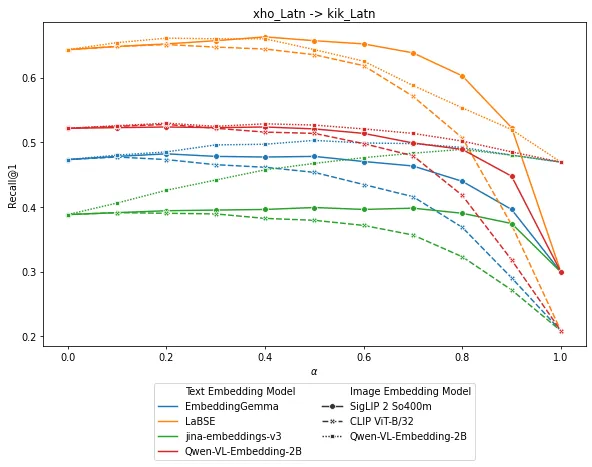 xho_Latn -> kik_Latn
Recall@1
0.6
0.5
0.4
0.3
0.2
0.0 0.2 0.4 0.6 0.8 1.0
α
Text Embedding Model Image Embedding Model
EmbeddingGemma SigLIP 2 So400m
LaBSE CLIP ViT-B/32
jina-embeddings-v3 Qwen-VL-Embedding-2B
Qwen-VL-Embedding-2B